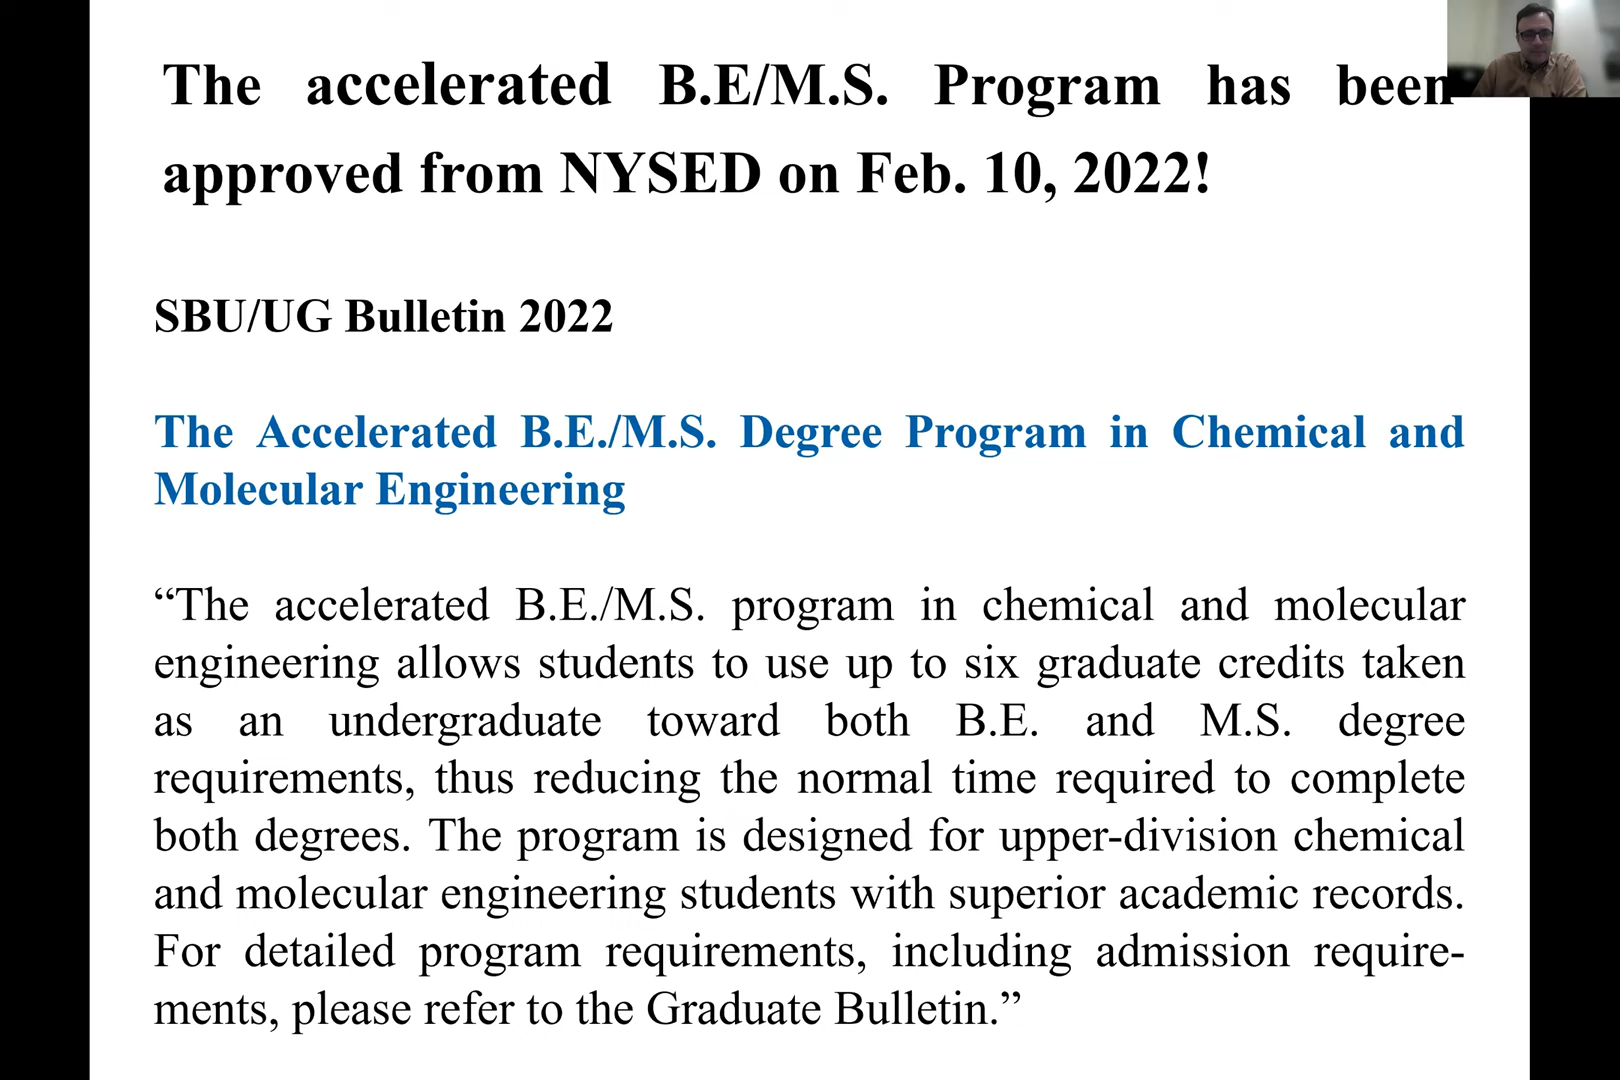 The accelerated B.E/M.S. Program has been
approved from NYSED on Feb. 10, 2022!
SBU/UG Bulletin 2022
The Accelerated B.E./M.S. Degree Program in Chemical and
Molecular Engineering
“The accelerated B.E./M.S. program in chemical and molecular
engineering allows students to use up to six graduate credits taken
as an undergraduate toward both B.E. and M.S. degree
requirements, thus reducing the normal time required to complete
both degrees. The program is designed for upper-division chemical
and molecular engineering students with superior academic records.
For detailed program requirements, including admission require-
ments, please refer to the Graduate Bulletin.”